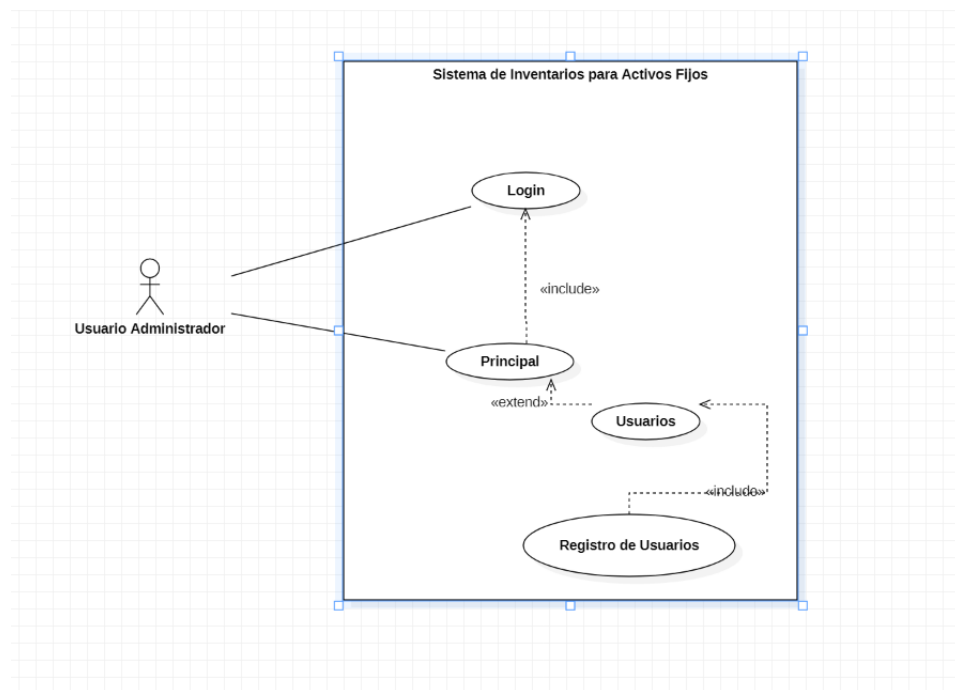 Sistema de Inventarios para Activos Fijos
Login
«include»
Usuario Administrador
Principal
«extend»
Usuarios
«include»
Registro de Usuarios